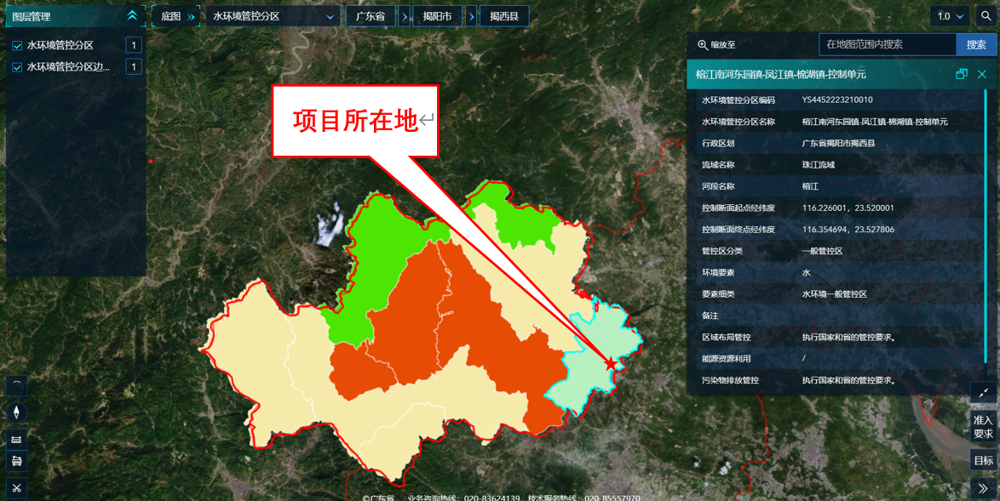 图层管理
底图
水环境管控分区
广东省
揭阳市
揭西县
1.0
水环境管控分区
1
水环境管控分区边...
1
缩放至
在地图范围内搜索
搜索
榕江南河东园镇-凤江镇-棉湖镇-控制单元
水环境管控分区编码 YS4452223210010
水环境管控分区名称 榕江南河东园镇-凤江镇-棉湖镇-控制单元
行政区划 广东省揭阳市揭西县
流域名称 珠江流域
河段名称 榕江
控制断面起点经纬度 116.226001，23.520001
控制断面终点经纬度 116.354694，23.527806
管控区分类 一般管控区
环境要素 水
要素细类 水环境一般管控区
备注
区域布局管控 执行国家和省的管控要求。
能源资源利用 /
污染物排放管控 执行国家和省的管控要求。
项目所在地↵
准入
要求
目标
©广东省 业务咨询热线：020-83624139，技术服务热线：020-85557970